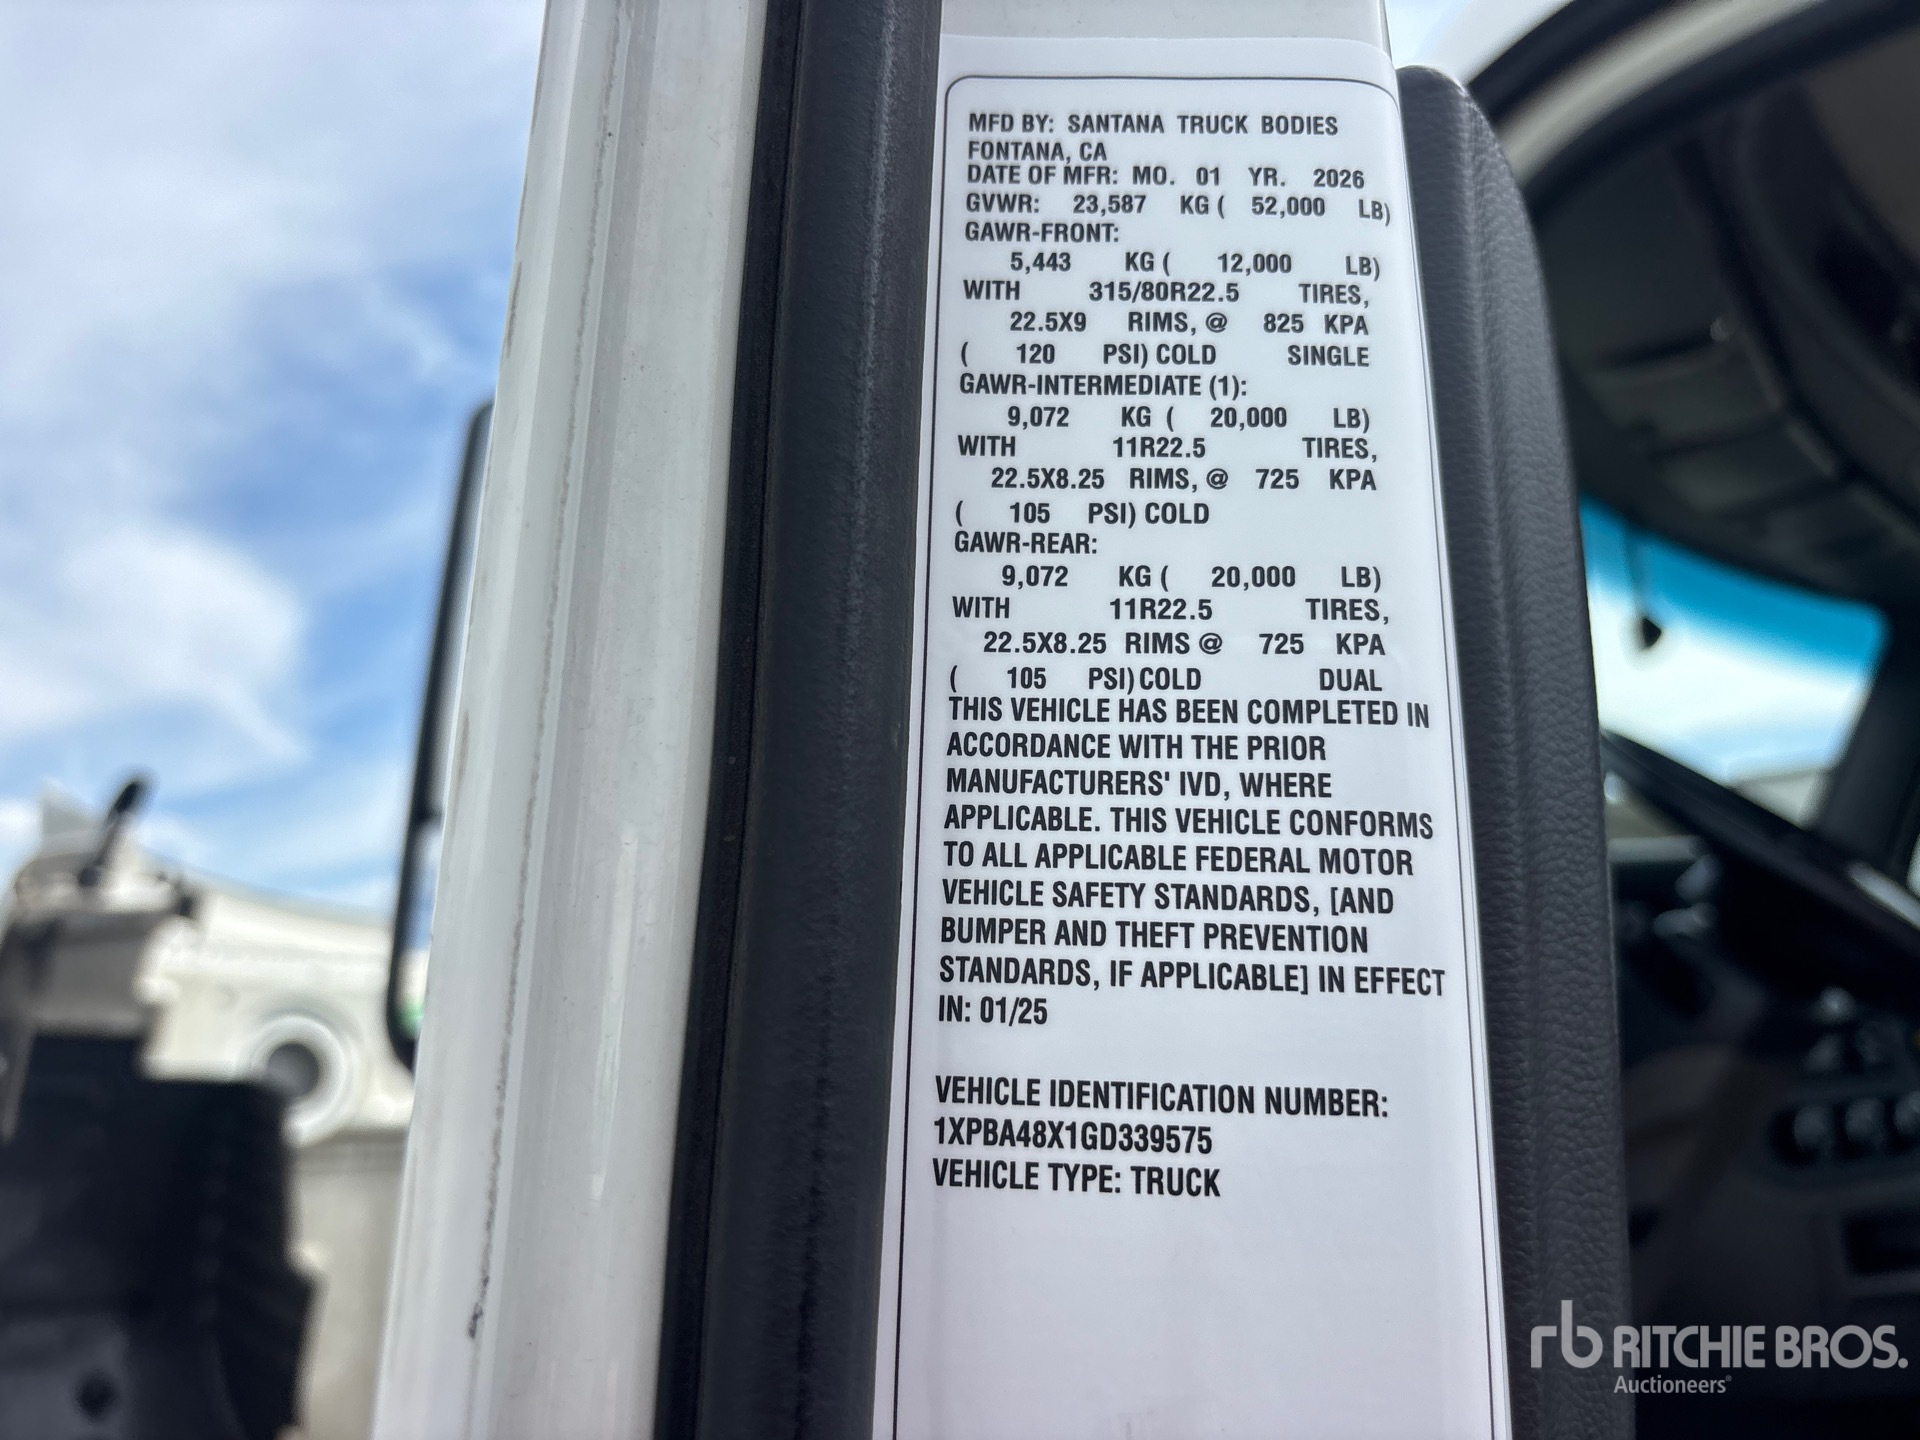 MFD BY: SANTANA TRUCK BODIES
FONTANA, CA
DATE OF MFR: MO. 01 YR. 2026
GVWR: 23,587 KG ( 52,000 LB)
GAWR-FRONT:
5,443 KG ( 12,000 LB)
WITH 315/80R22.5 TIRES,
22.5X9 RIMS, @ 825 KPA
( 120 PSI) COLD SINGLE
GAWR-INTERMEDIATE (1):
9,072 KG ( 20,000 LB)
WITH 11R22.5 TIRES,
22.5X8.25 RIMS, @ 725 KPA
( 105 PSI) COLD
GAWR-REAR:
9,072 KG ( 20,000 LB)
WITH 11R22.5 TIRES,
22.5X8.25 RIMS @ 725 KPA
( 105 PSI) COLD DUAL
THIS VEHICLE HAS BEEN COMPLETED IN
ACCORDANCE WITH THE PRIOR
MANUFACTURERS' IVD, WHERE
APPLICABLE. THIS VEHICLE CONFORMS
TO ALL APPLICABLE FEDERAL MOTOR
VEHICLE SAFETY STANDARDS, [AND
BUMPER AND THEFT PREVENTION
STANDARDS, IF APPLICABLE] IN EFFECT
IN: 01/25
VEHICLE IDENTIFICATION NUMBER:
1XPBA48X1GD339575
VEHICLE TYPE: TRUCK
rb RITCHIE BROS.
Auctioneers®